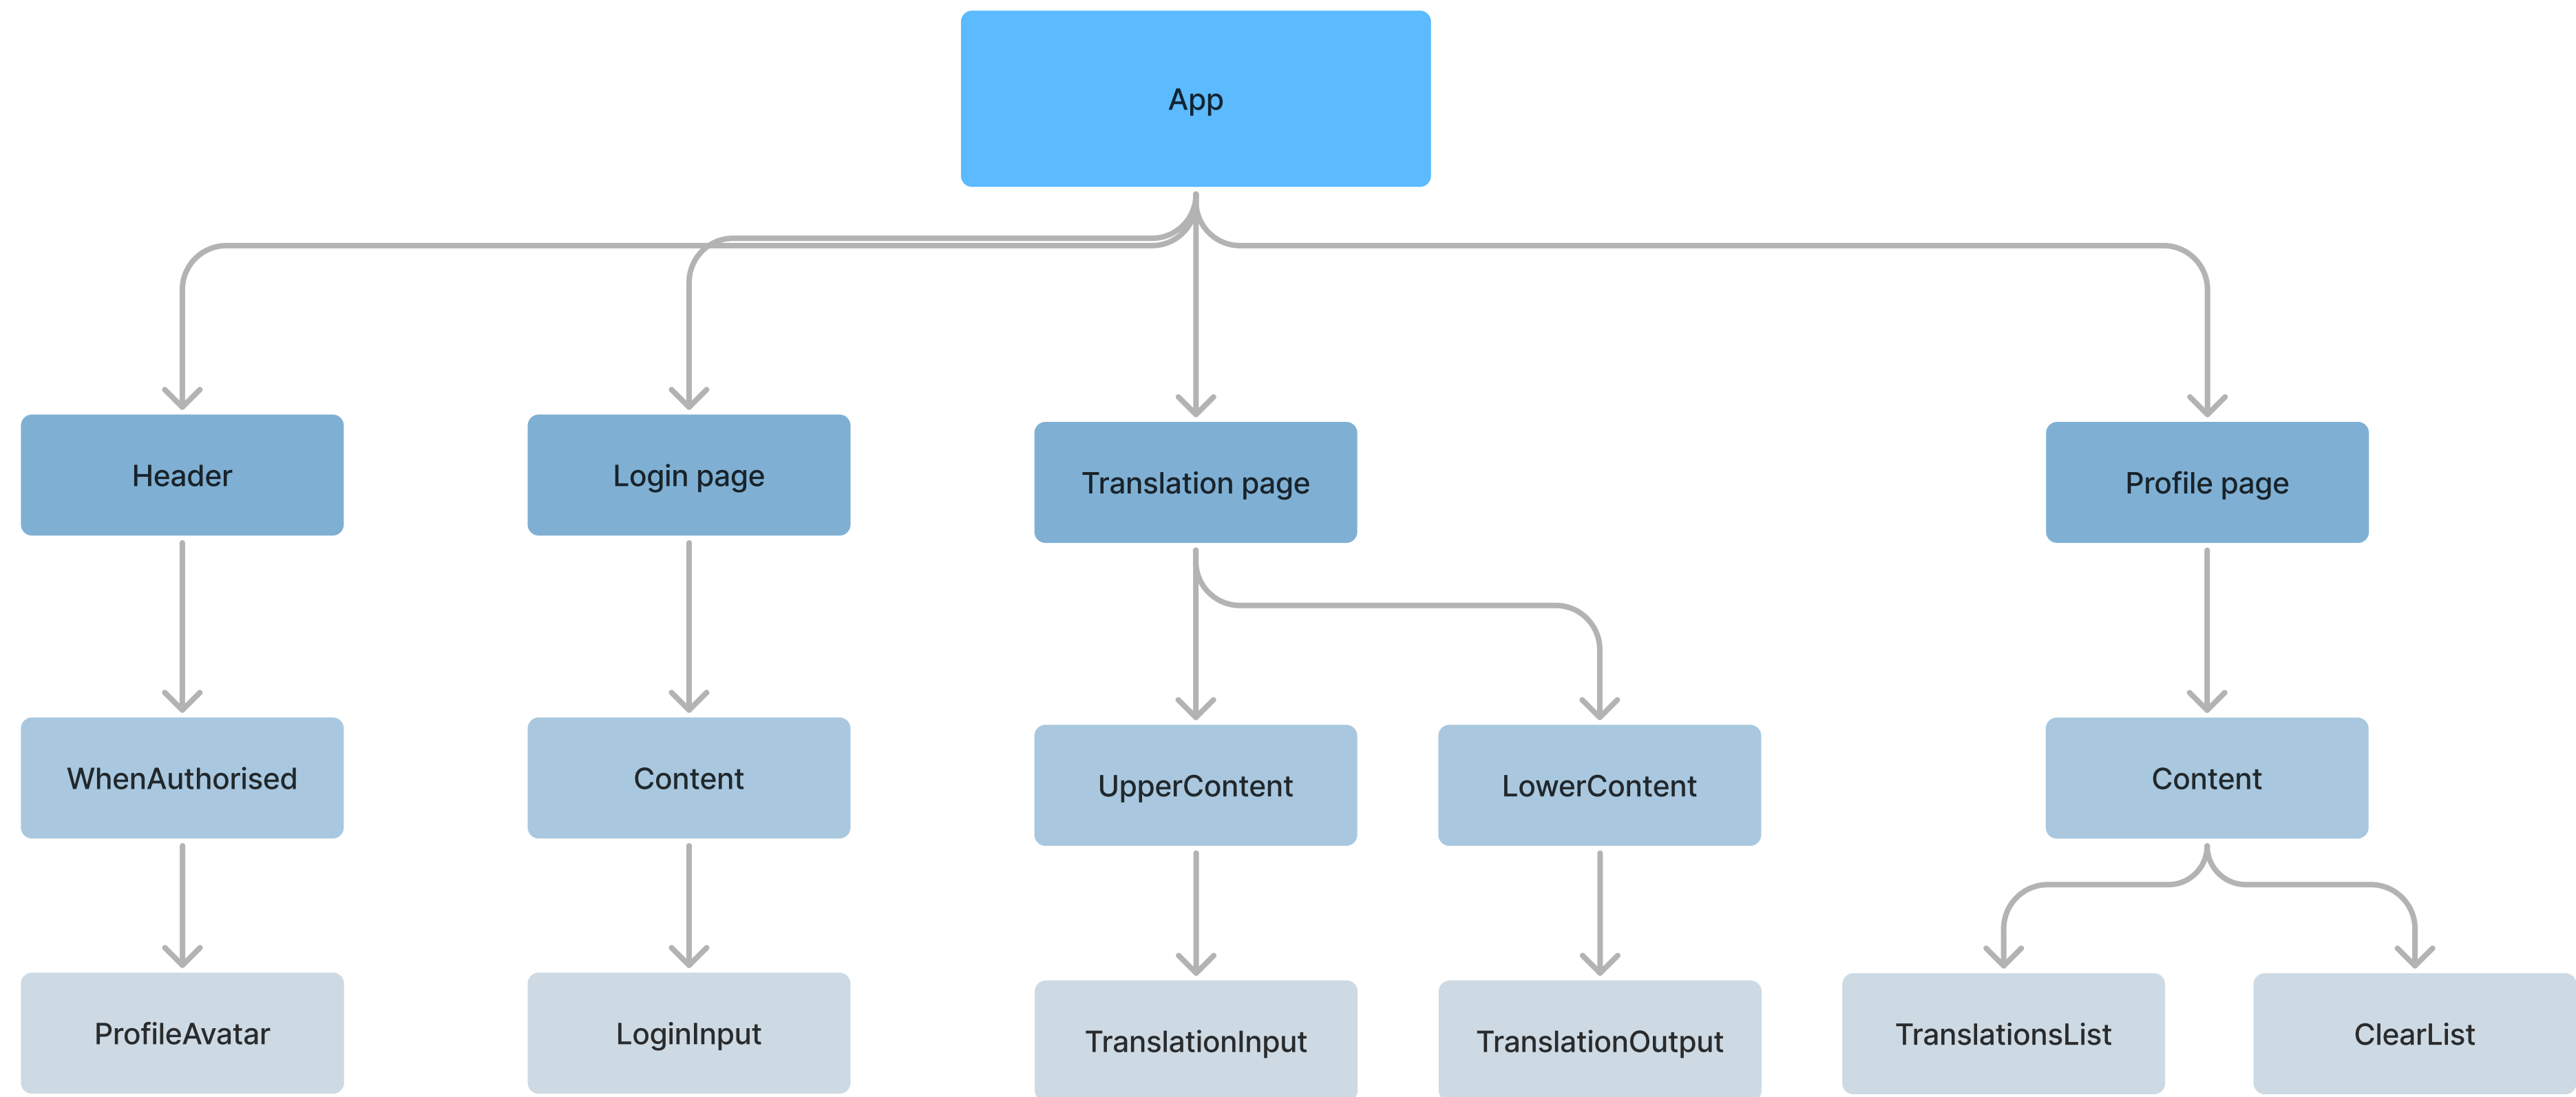 App
Header
Login page
Translation page
Profile page
WhenAuthorised
Content
UpperContent
LowerContent
Content
ProfileAvatar
LoginInput
TranslationInput
TranslationOutput
TranslationsList
ClearList